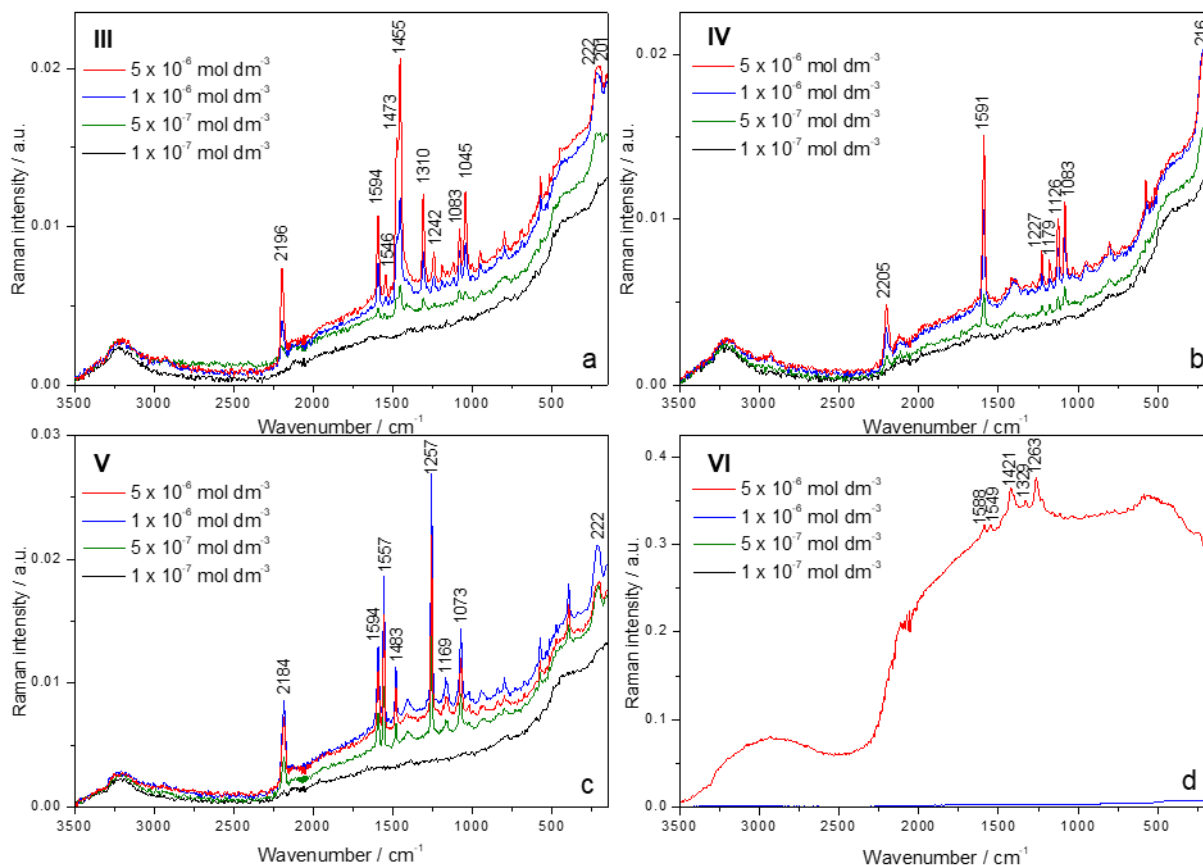 III
5 x 10⁻⁶ mol dm⁻³
1 x 10⁻⁶ mol dm⁻³
5 x 10⁻⁷ mol dm⁻³
1 x 10⁻⁷ mol dm⁻³
2196
1594
1546
1473
1455
1310
1242
1083
1045
222
201
0.02
0.01
0.00
Raman intensity / a.u.
3500 3000 2500 2000 1500 1000 500
Wavenumber / cm⁻¹
a
IV
5 x 10⁻⁶ mol dm⁻³
1 x 10⁻⁶ mol dm⁻³
5 x 10⁻⁷ mol dm⁻³
1 x 10⁻⁷ mol dm⁻³
2205
1591
1227
1179
1126
1083
216
0.02
0.01
0.00
Raman intensity / a.u.
3500 3000 2500 2000 1500 1000 500
Wavenumber / cm⁻¹
b
V
5 x 10⁻⁶ mol dm⁻³
1 x 10⁻⁶ mol dm⁻³
5 x 10⁻⁷ mol dm⁻³
1 x 10⁻⁷ mol dm⁻³
2184
1594
1557
1483
1257
1169
1073
222
0.03
0.02
0.01
0.00
Raman intensity / a.u.
3500 3000 2500 2000 1500 1000 500
Wavenumber / cm⁻¹
c
VI
5 x 10⁻⁶ mol dm⁻³
1 x 10⁻⁶ mol dm⁻³
5 x 10⁻⁷ mol dm⁻³
1 x 10⁻⁷ mol dm⁻³
1588
1549
1421
1329
1263
0.4
0.3
0.2
0.1
0.0
Raman intensity / a.u.
3500 3000 2500 2000 1500 1000 500
Wavenumber / cm⁻¹
d